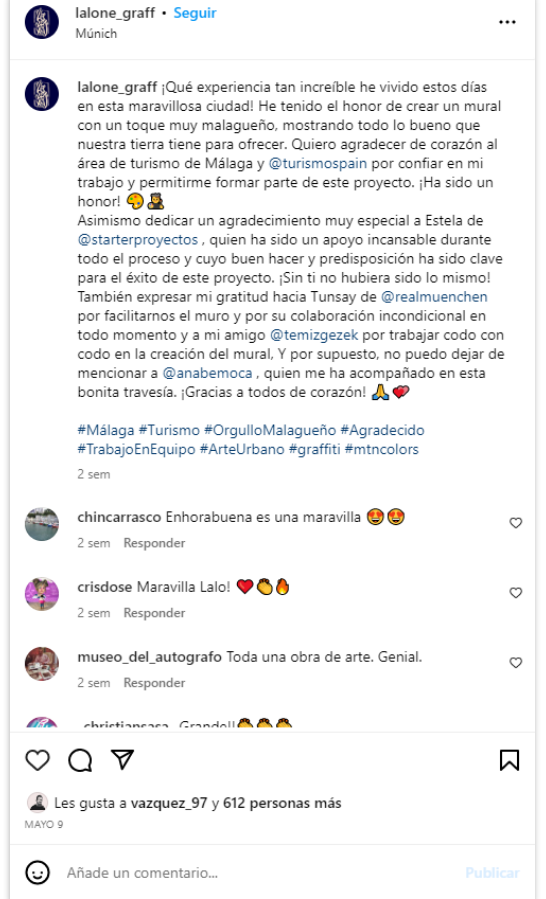 lalone_graff • Seguir
Múnich
lalone_graff ¡Qué experiencia tan increíble he vivido estos días
en esta maravillosa ciudad! He tenido el honor de crear un mural
con un toque muy malagueño, mostrando todo lo bueno que
nuestra tierra tiene para ofrecer. Quiero agradecer de corazón al
área de turismo de Málaga y @turismospain por confiar en mi
trabajo y permitirme formar parte de este proyecto. ¡Ha sido un
honor! 🎨👩‍🎓
Asimismo dedicar un agradecimiento muy especial a Estela de
@starterproyectos , quien ha sido un apoyo incansable durante
todo el proceso y cuyo buen hacer y predisposición ha sido clave
para el éxito de este proyecto. ¡Sin ti no hubiera sido lo mismo!
También expresar mi gratitud hacia Tunsay de @realmuenchen
por facilitarnos el muro y por su colaboración incondicional en
todo momento y a mi amigo @temizgezek por trabajar codo con
codo en la creación del mural, Y por supuesto, no puedo dejar de
mencionar a @anabemoca , quien me ha acompañado en esta
bonita travesía. ¡Gracias a todos de corazón! 🙏💕
#Málaga #Turismo #OrgulloMalagueño #Agradecido
#TrabajoEnEquipo #ArteUrbano #graffiti #mtncolors
2 sem
chincarrasco Enhorabuena es una maravilla 😍😍
2 sem Responder
crisdose Maravilla Lalo! ❤️👏🔥
2 sem Responder
museo_del_autografo Toda una obra de arte. Genial.
2 sem Responder
_christiansasa_ Grande!!👏👏👏
Les gusta a vazquez_97 y 612 personas más
MAYO 9
Añade un comentario...
Publicar